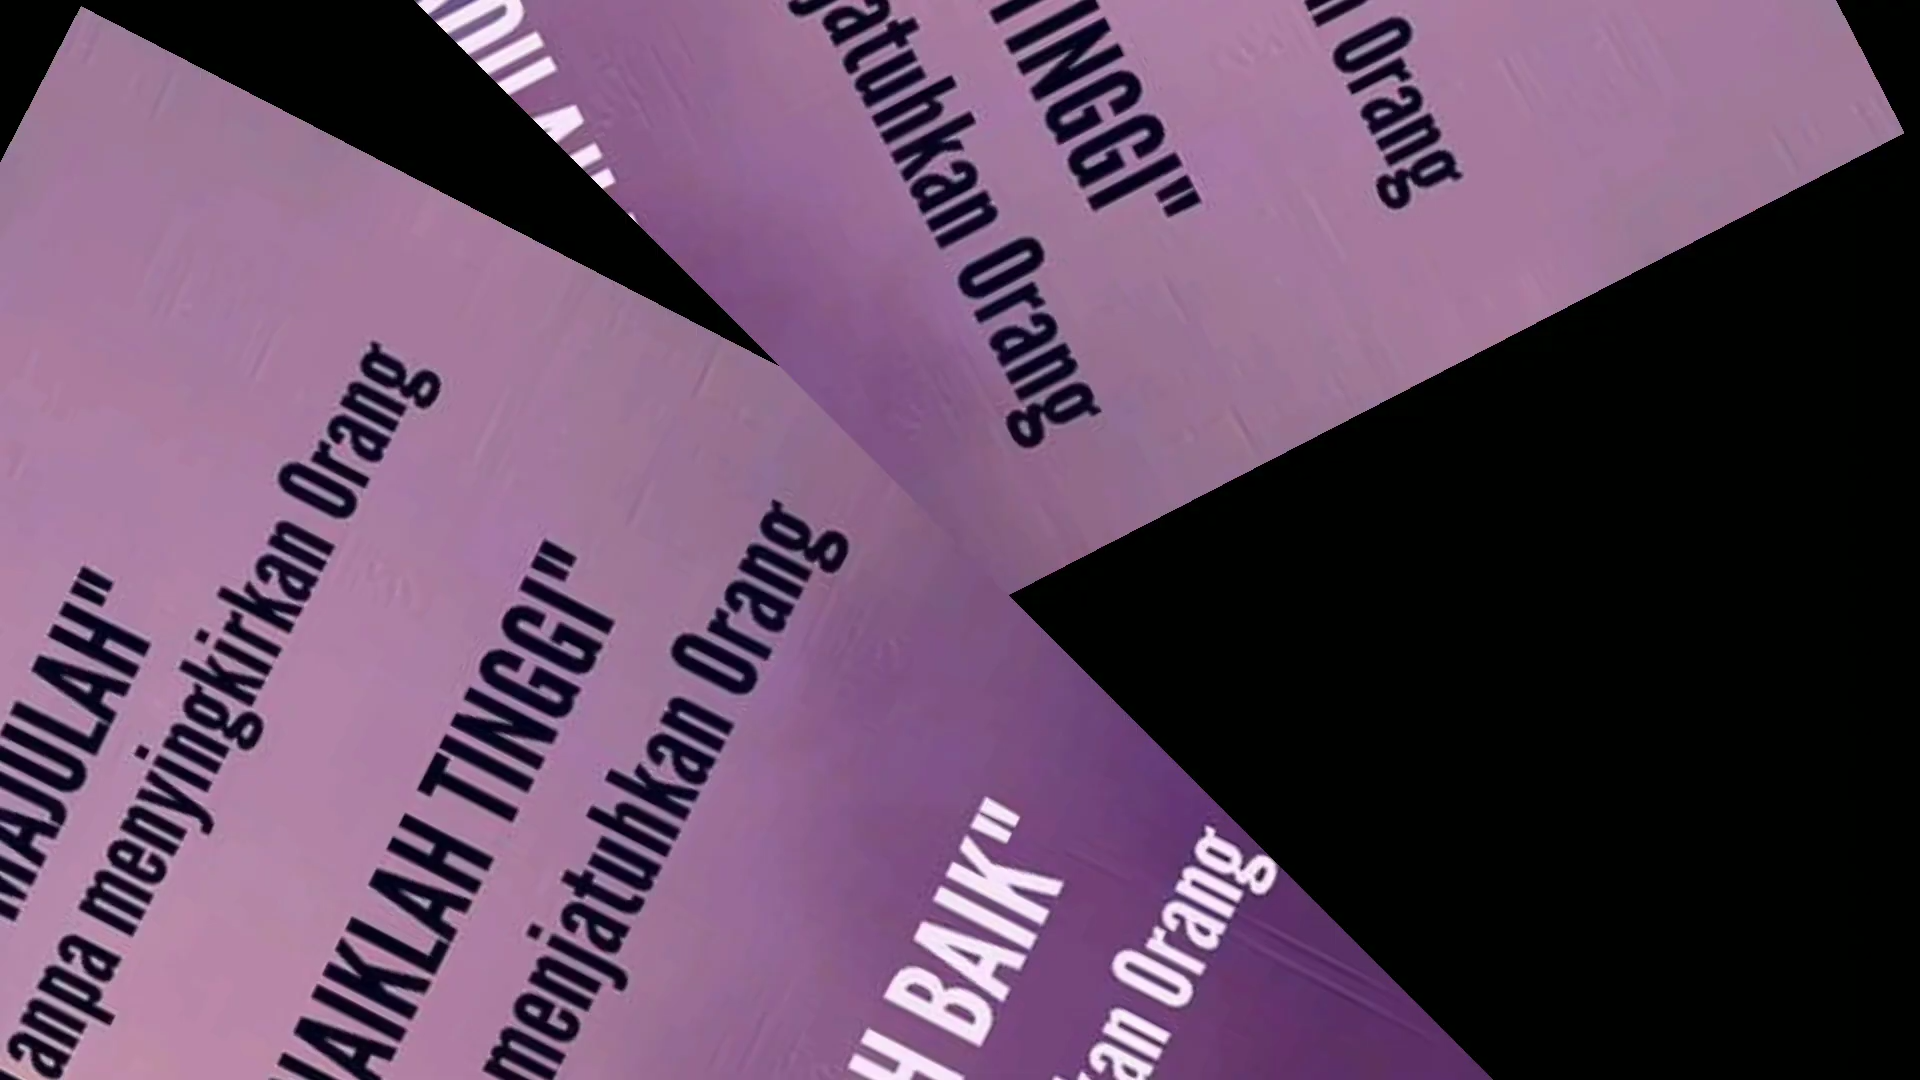 MAJULAH"
anpa menyingkirkan Orang
NAIKLAH TINGGI"
menjatuhkan Orang
H BAIK"
kan Orang
jatuhkan Orang
TINGGI"
n Orang